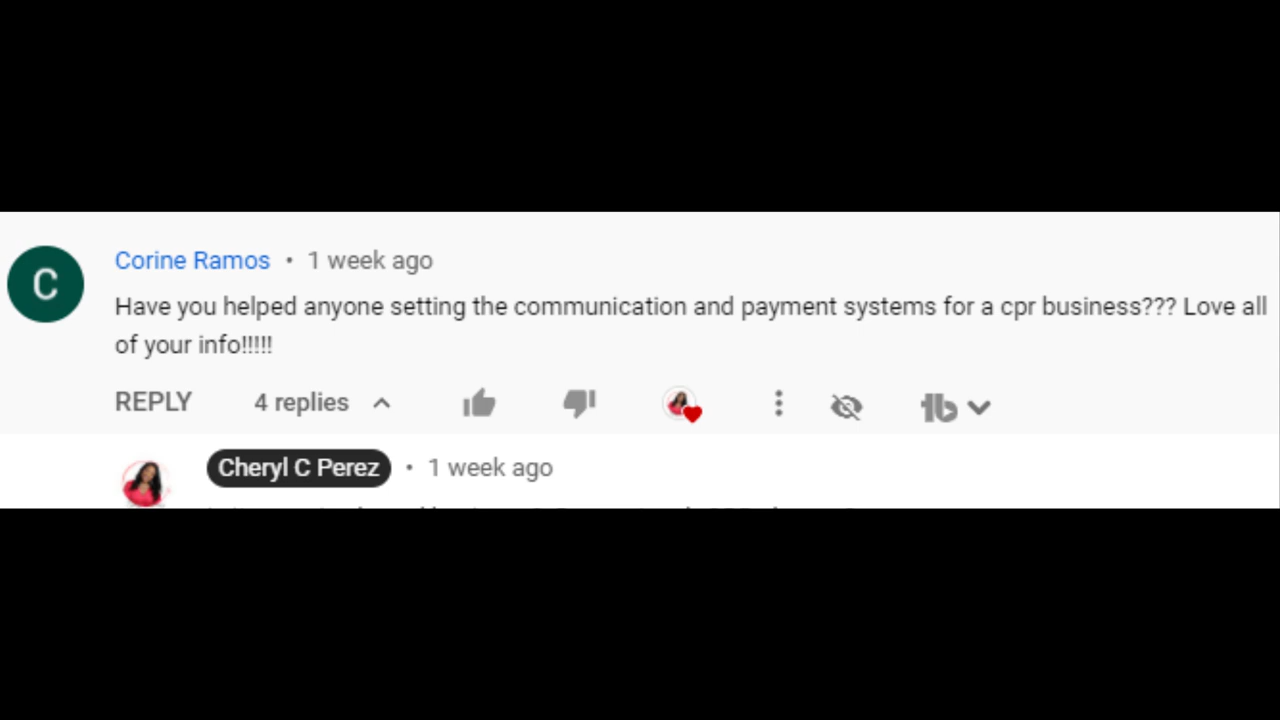 C
Corine Ramos • 1 week ago
Have you helped anyone setting the communication and payment systems for a cpr business??? Love all
of your info!!!!!
REPLY 4 replies
Cheryl C Perez • 1 week ago